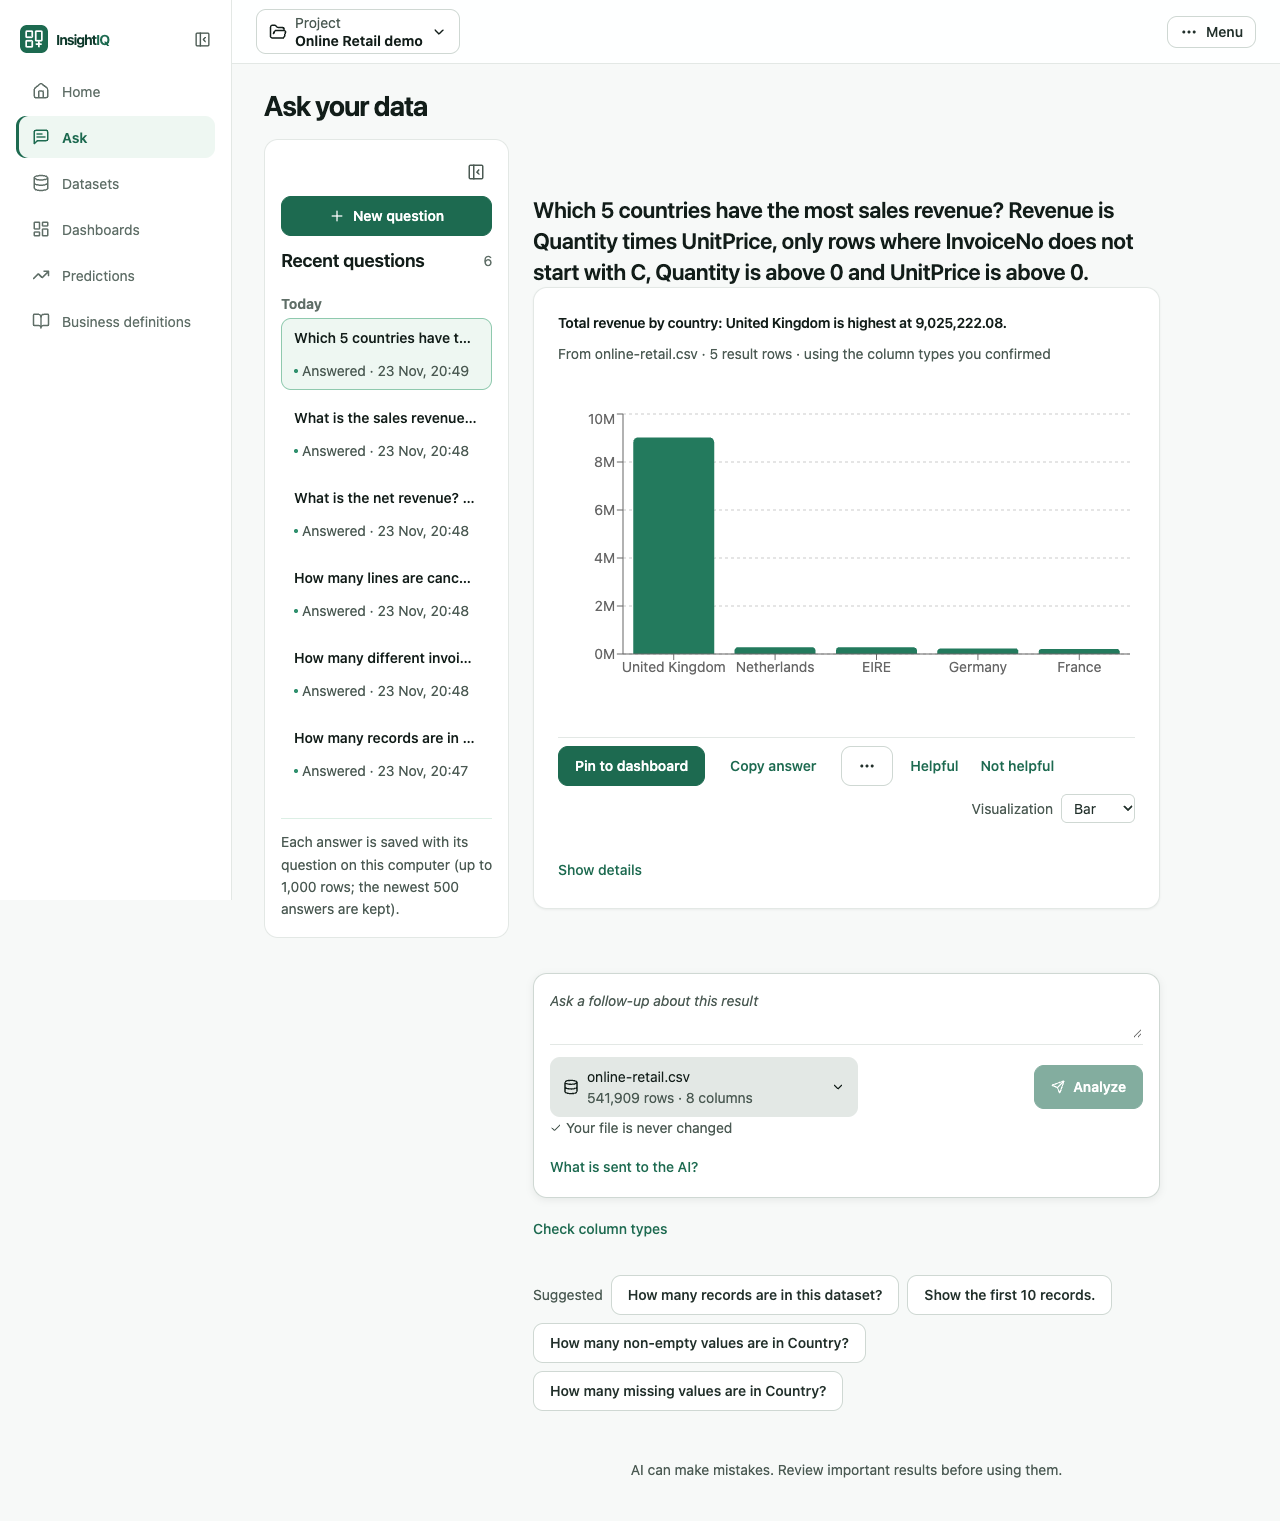 InsightIQ
Home
Ask
Datasets
Dashboards
Predictions
Business definitions
Project
Online Retail demo
Menu
Ask your data
New question
Recent questions 6
Today
Which 5 countries have t...
Answered · 23 Nov, 20:49
What is the sales revenue...
Answered · 23 Nov, 20:48
What is the net revenue? ...
Answered · 23 Nov, 20:48
How many lines are canc...
Answered · 23 Nov, 20:48
How many different invoi...
Answered · 23 Nov, 20:48
How many records are in ...
Answered · 23 Nov, 20:47
Each answer is saved with its
question on this computer (up to
1,000 rows; the newest 500
answers are kept).
Which 5 countries have the most sales revenue? Revenue is
Quantity times UnitPrice, only rows where InvoiceNo does not
start with C, Quantity is above 0 and UnitPrice is above 0.
Total revenue by country: United Kingdom is highest at 9,025,222.08.
From online-retail.csv · 5 result rows · using the column types you confirmed
10M
8M
6M
4M
2M
0M
United Kingdom Netherlands EIRE Germany France
Pin to dashboard Copy answer Helpful Not helpful
Visualization Bar
Show details
Ask a follow-up about this result
online-retail.csv
541,909 rows · 8 columns
Analyze
Your file is never changed
What is sent to the AI?
Check column types
Suggested How many records are in this dataset? Show the first 10 records.
How many non-empty values are in Country?
How many missing values are in Country?
AI can make mistakes. Review important results before using them.